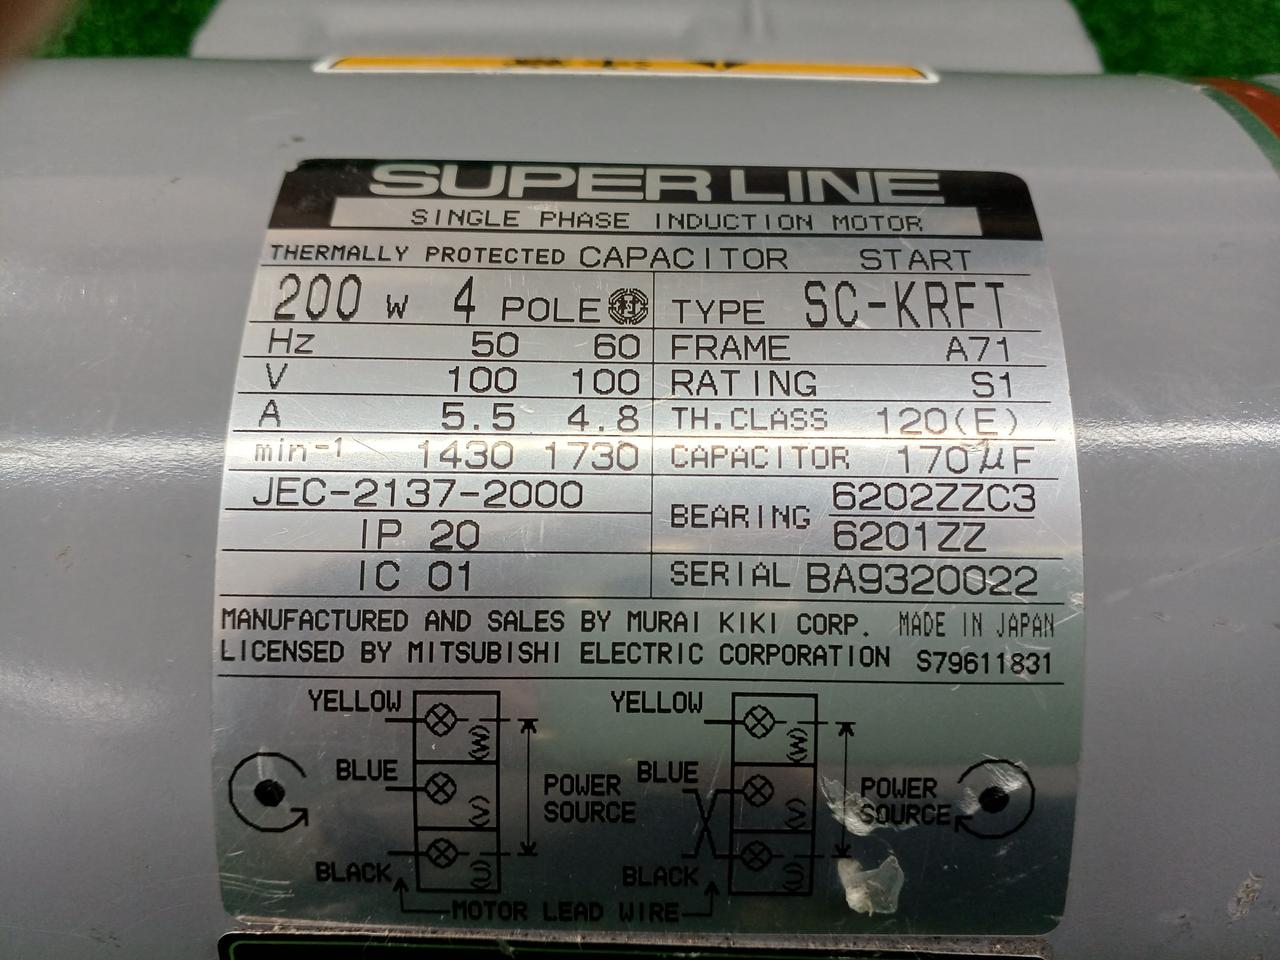 SUPER LINE
SINGLE PHASE INDUCTION MOTOR
THERMALLY PROTECTED CAPACITOR START
200 W 4 POLE TYPE SC-KRFT
Hz 50 60 FRAME A71
V 100 100 RATING S1
A 5.5 4.8 TH.CLASS 120(E)
min-1 1430 1730 CAPACITOR 170μF
JEC-2137-2000 BEARING 6202ZZC3
IP 20 6201ZZ
IC 01 SERIAL BA9320022
MANUFACTURED AND SALES BY MURAI KIKI CORP. MADE IN JAPAN
LICENSED BY MITSUBISHI ELECTRIC CORPORATION S79611831
YELLOW (W) YELLOW (W)
BLUE (V) POWER SOURCE BLUE (V) POWER SOURCE
BLACK (U) BLACK (U)
MOTOR LEAD WIRE